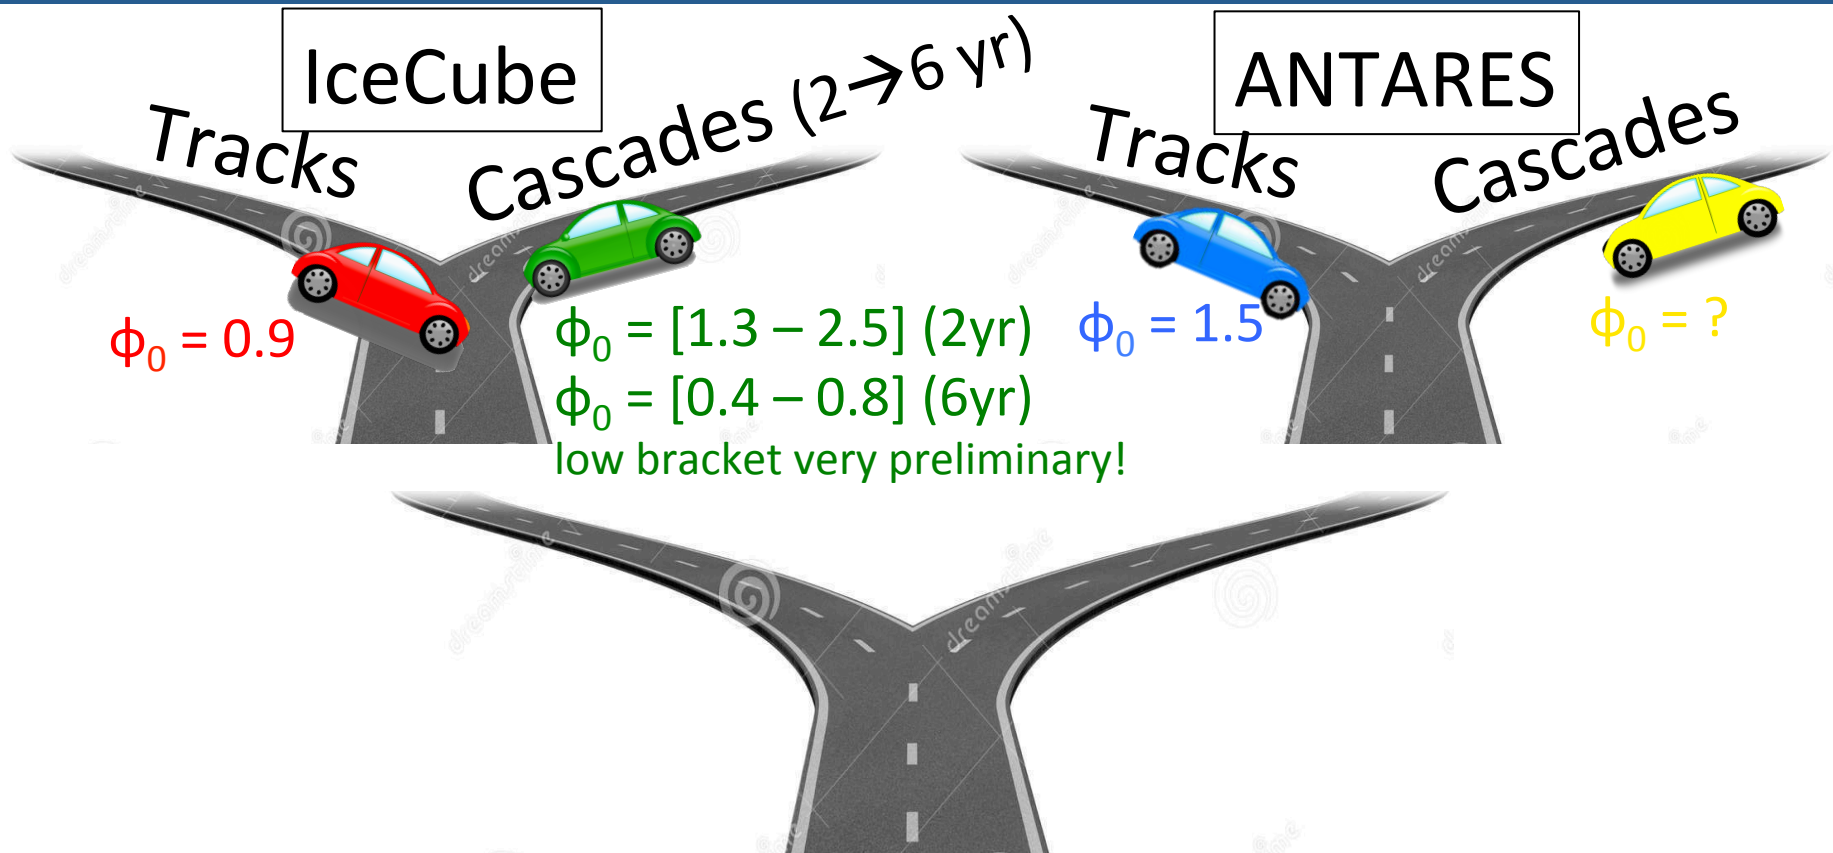 IceCube
Tracks
Cascades (2→6 yr)
ϕ₀ = 0.9
ϕ₀ = [1.3 – 2.5] (2yr)
ϕ₀ = [0.4 – 0.8] (6yr)
low bracket very preliminary!
ANTARES
Tracks
Cascades
ϕ₀ = 1.5
ϕ₀ = ?